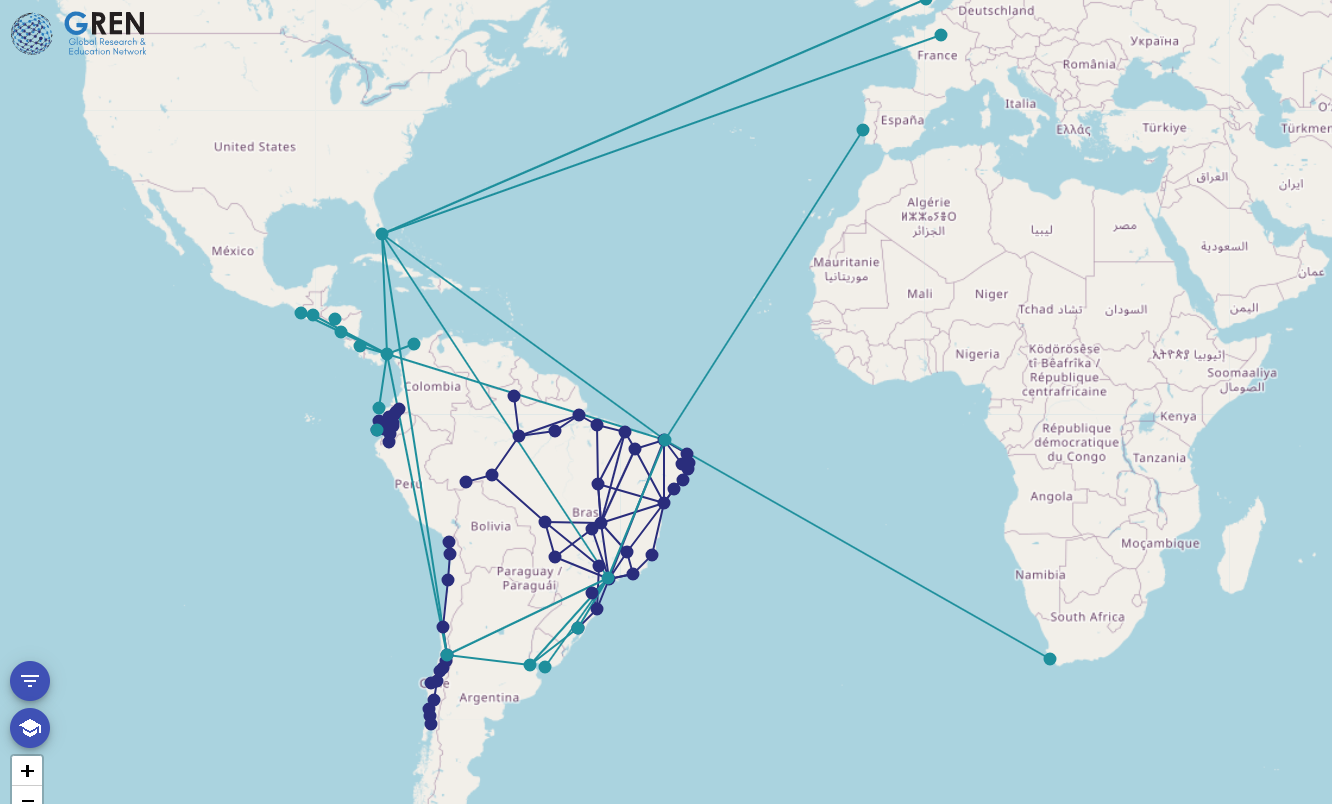 GREN
Global Research &
Education Network
Deutschland
Україна
France
România
Italia
España
Ελλάς
Türkiye
Türkmen
United States
México
العراق
ایران
Algérie
ⵍⵣⵣⴰⵢⴻⵔ
الجزائر
ليبيا
مصر
السعودية
عمان
Mauritanie
موريتانيا
Mali
Niger
Tchad تشاد
السودان
اليمن
Nigeria
Ködörösêse
tî Bêafrîka /
République
centrafricaine
ኢትዮጵያ إثيوبيا
Soomaaliya
الصومال
Colombia
Kenya
République
démocratique
du Congo
Tanzania
Peru
Angola
Bras
Bolivia
Moçambique
Paraguay /
Paraguái
Namibia
South Africa
Argentina
+
−